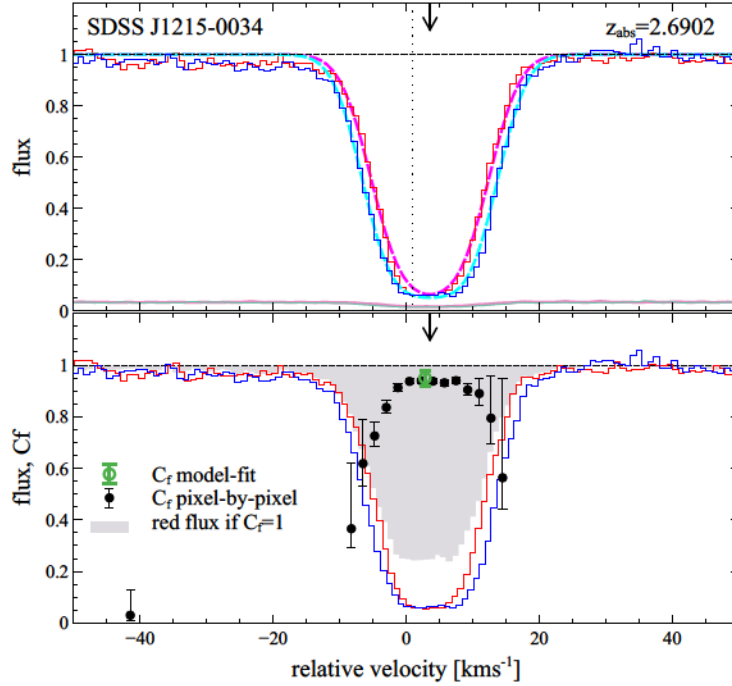 SDSS J1215-0034
z_abs=2.6902
1
0.8
0.6
0.4
0.2
0
flux
1
0.8
0.6
0.4
0.2
0
flux, Cf
C_f model-fit
C_f pixel-by-pixel
red flux if C_f=1
−40
−20
0
20
40
relative velocity [kms⁻¹]